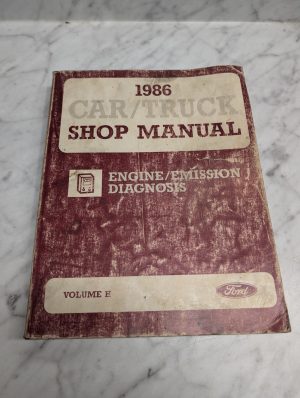 1986
CAR/TRUCK
SHOP MANUAL
ENGINE/EMISSION
DIAGNOSIS
VOLUME E
Ford